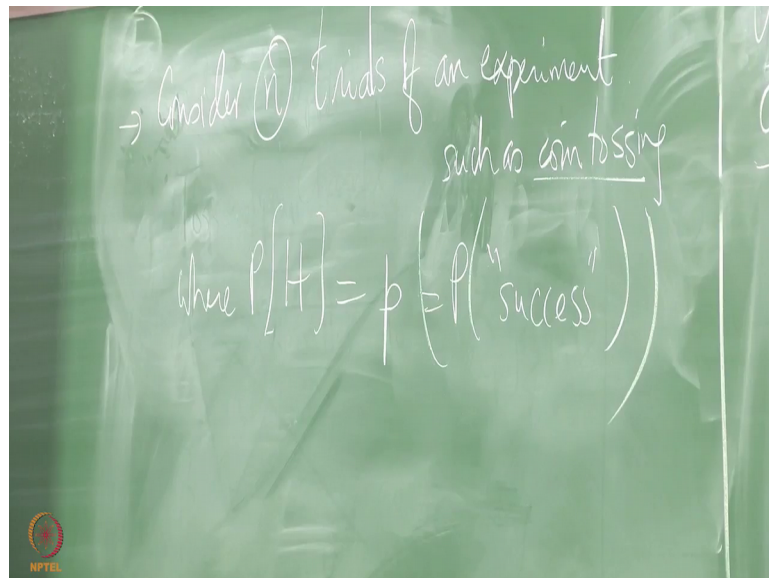 → Consider n trials of an experiment
such as coin tossing
where P[H] = p (= P("success"))
NPTEL